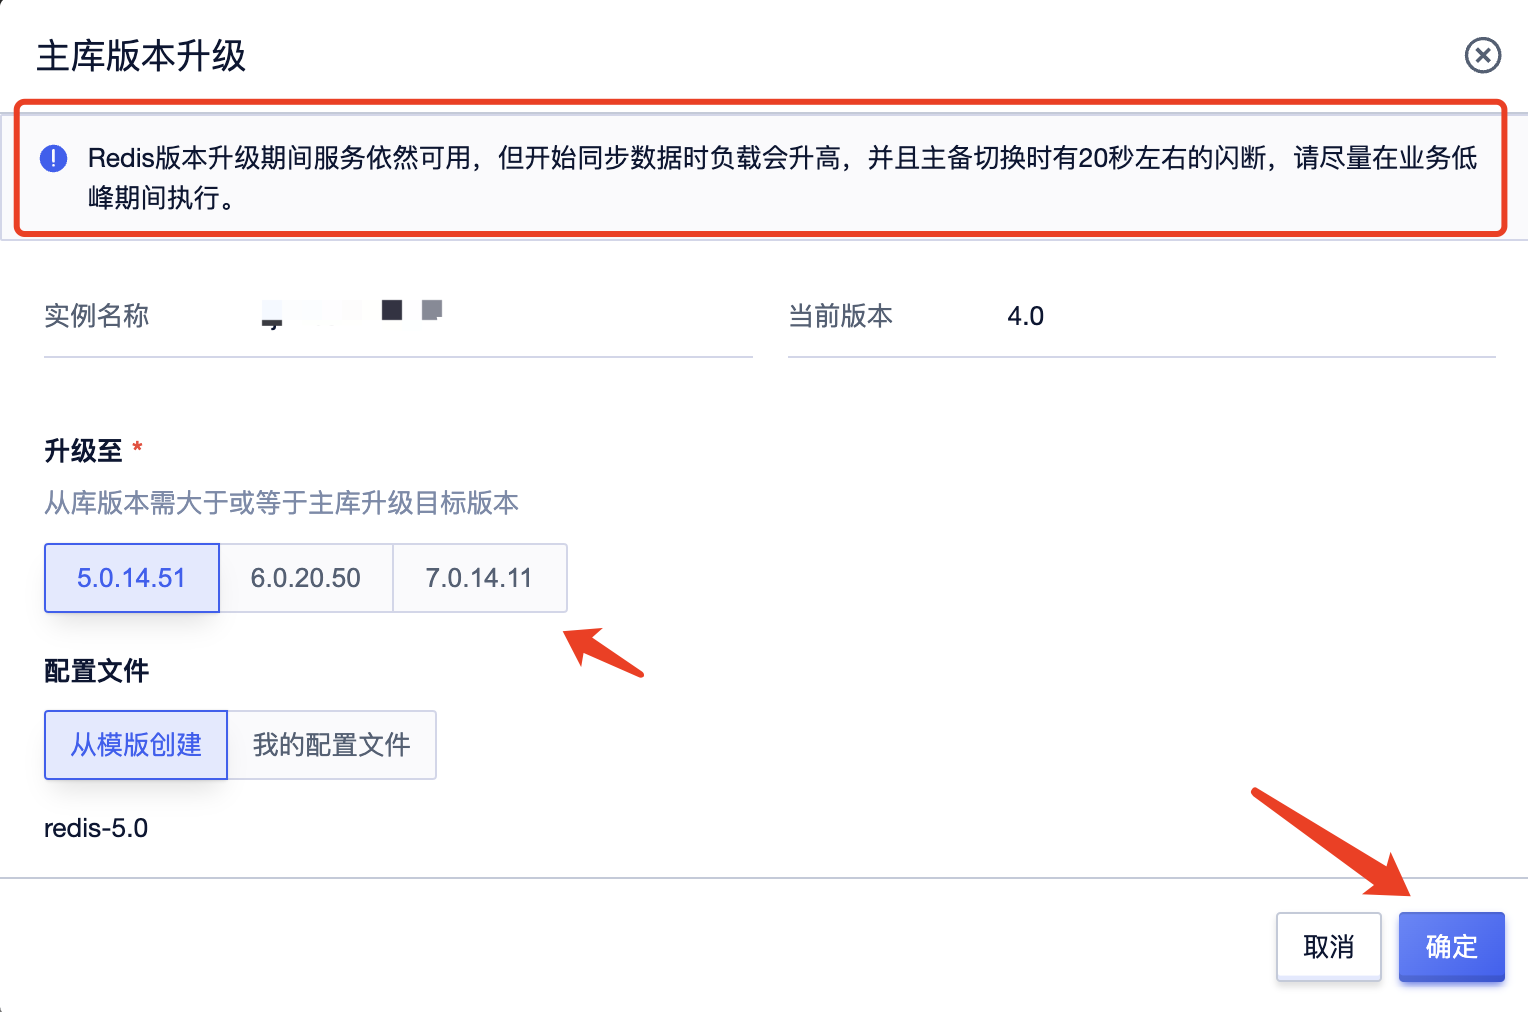 主库版本升级
Redis版本升级期间服务依然可用，但开始同步数据时负载会升高，并且主备切换时有20秒左右的闪断，请尽量在业务低
峰期间执行。
实例名称
当前版本 4.0
升级至 *
从库版本需大于或等于主库升级目标版本
5.0.14.51 6.0.20.50 7.0.14.11
配置文件
从模版创建 我的配置文件
redis-5.0
取消 确定